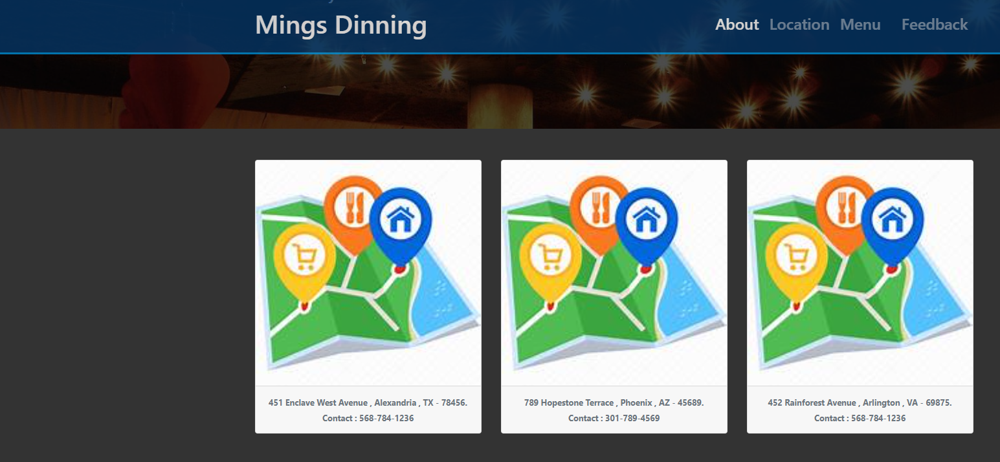 Mings Dinning
About Location Menu Feedback
451 Enclave West Avenue , Alexandria , TX - 78456.
Contact : 568-784-1236
789 Hopestone Terrace , Phoenix , AZ - 45689.
Contact : 301-789-4569
452 Rainforest Avenue , Arlington , VA - 69875.
Contact : 568-784-1236